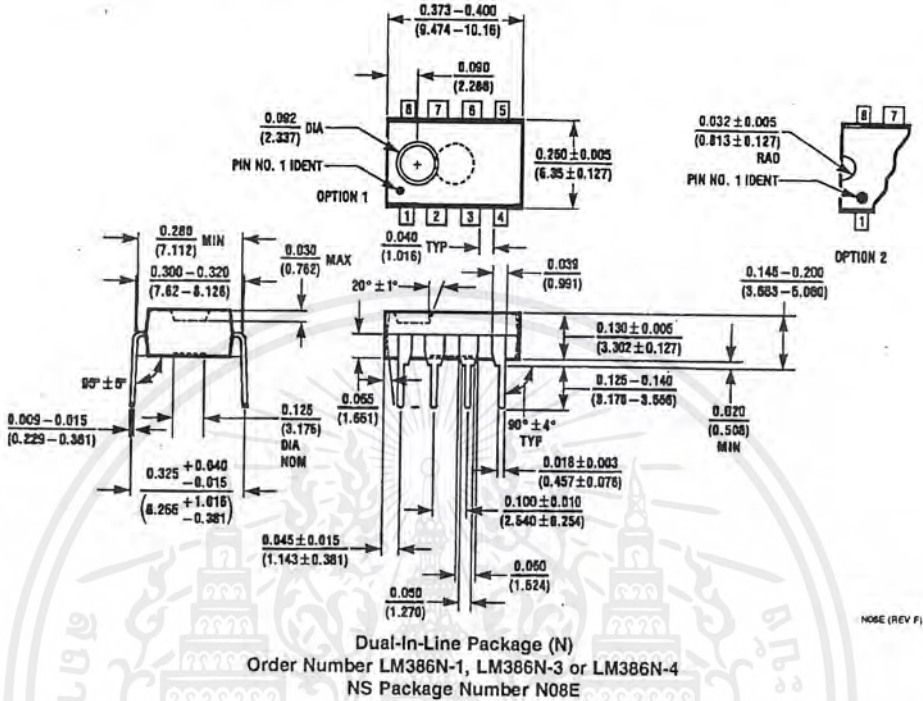 0.373–0.400
(9.474–10.16)
0.090
(2.286)
8 7 6 5
0.092
(2.337) DIA
PIN NO. 1 IDENT
OPTION 1
0.250 ± 0.005
(6.35 ± 0.127)
1 2 3 4
0.032 ± 0.005
(0.813 ± 0.127)
RAD
PIN NO. 1 IDENT
8 7
1
OPTION 2
0.280 MIN
(7.112)
0.300–0.320
(7.62–8.128)
0.030 MAX
(0.762)
0.040 TYP
(1.016)
0.039
(0.991)
20° ± 1°
0.145–0.200
(3.683–5.080)
0.130 ± 0.005
(3.302 ± 0.127)
0.125–0.140
(3.175–3.556)
0.020
(0.508)
MIN
95° ± 5°
0.009–0.015
(0.229–0.381)
0.125
(3.175)
DIA
NOM
0.065
(1.651)
90° ± 4°
TYP
0.018 ± 0.003
(0.457 ± 0.076)
0.325 +0.040
–0.015
(8.255 +1.016
–0.381)
0.100 ± 0.010
(2.540 ± 0.254)
0.045 ± 0.015
(1.143 ± 0.381)
0.060
(1.524)
0.050
(1.270)
N08E (REV F)
Dual-In-Line Package (N)
Order Number LM386N-1, LM386N-3 or LM386N-4
NS Package Number N08E